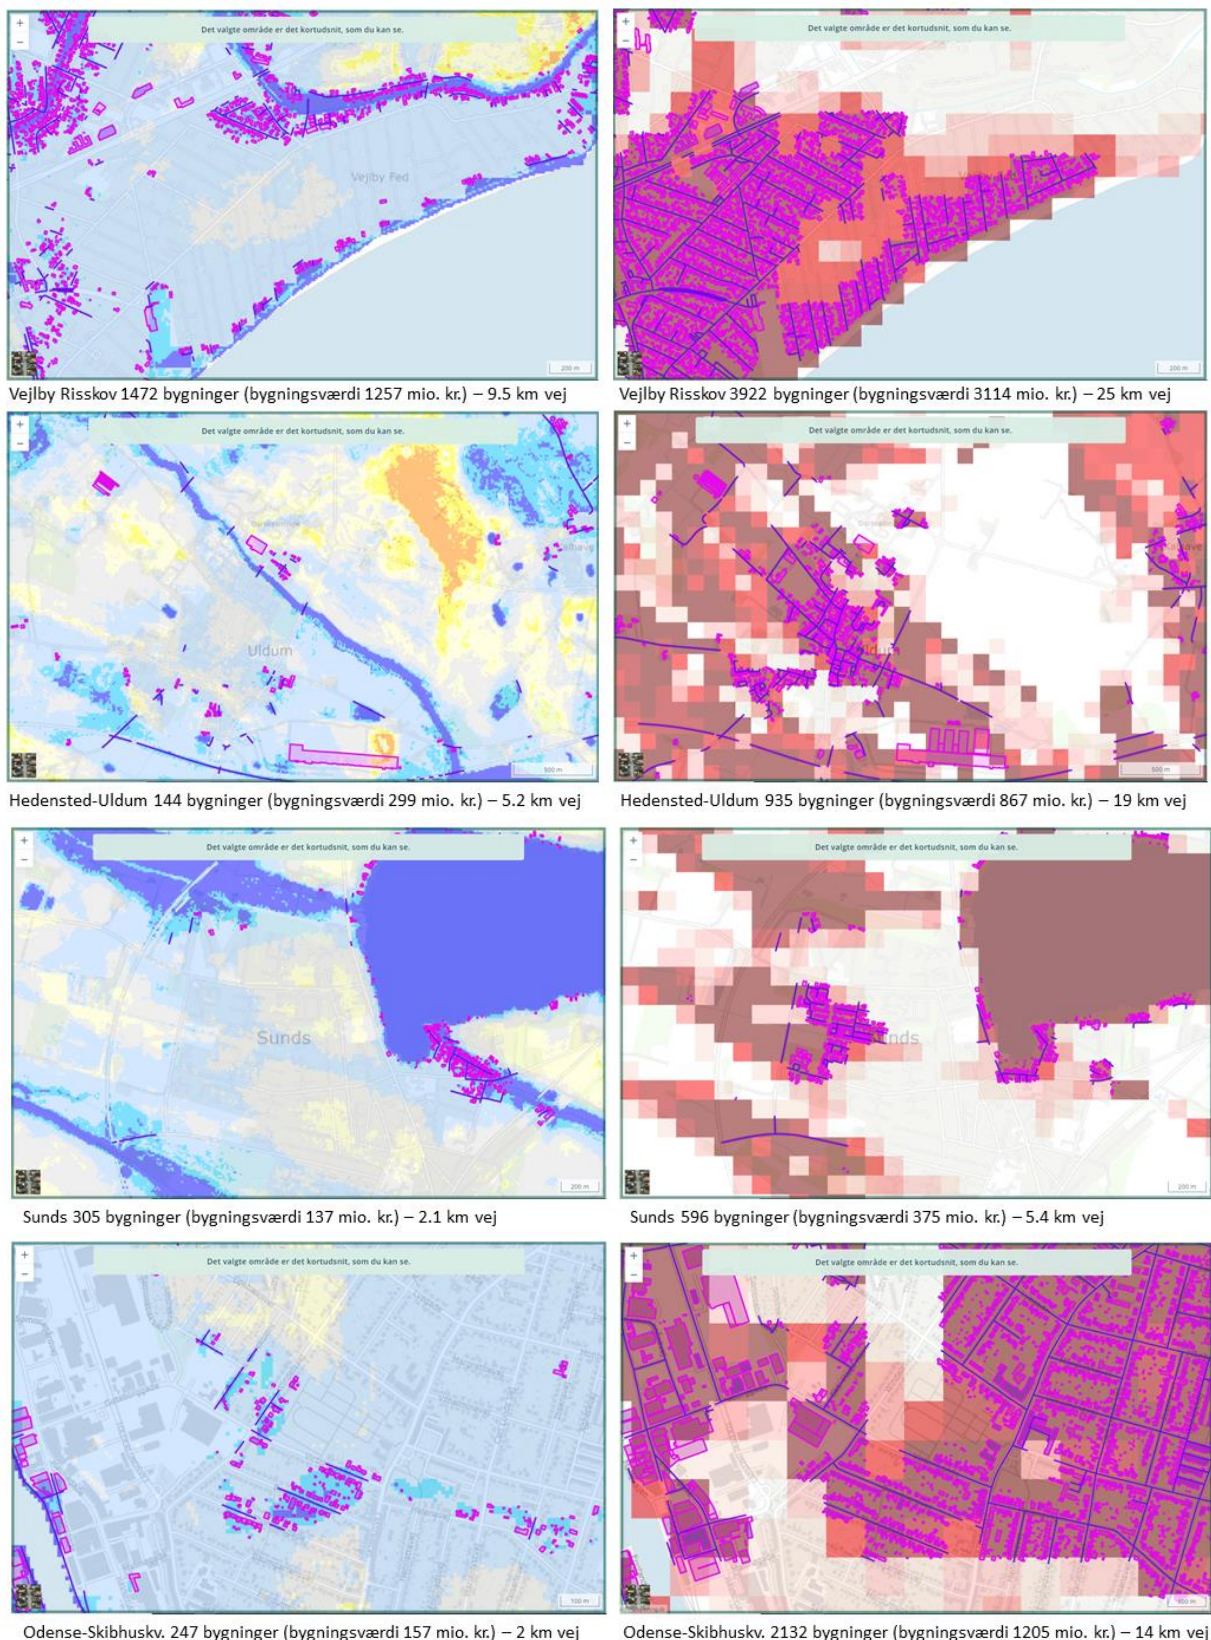 Det valgte område er det kortudsnit, som du kan se.
Det valgte område er det kortudsnit, som du kan se.
Vejlby Fed
200 m
200 m
Vejlby Risskov 1472 bygninger (bygningsværdi 1257 mio. kr.) – 9.5 km vej
Vejlby Risskov 3922 bygninger (bygningsværdi 3114 mio. kr.) – 25 km vej
Det valgte område er det kortudsnit, som du kan se.
Det valgte område er det kortudsnit, som du kan se.
Uldum
500 m
500 m
Hedensted-Uldum 144 bygninger (bygningsværdi 299 mio. kr.) – 5.2 km vej
Hedensted-Uldum 935 bygninger (bygningsværdi 867 mio. kr.) – 19 km vej
Det valgte område er det kortudsnit, som du kan se.
Det valgte område er det kortudsnit, som du kan se.
Sunds
200 m
200 m
Sunds 305 bygninger (bygningsværdi 137 mio. kr.) – 2.1 km vej
Sunds 596 bygninger (bygningsværdi 375 mio. kr.) – 5.4 km vej
Det valgte område er det kortudsnit, som du kan se.
Det valgte område er det kortudsnit, som du kan se.
100 m
Odense-Skibhuskv. 247 bygninger (bygningsværdi 157 mio. kr.) – 2 km vej
Odense-Skibhuskv. 2132 bygninger (bygningsværdi 1205 mio. kr.) – 14 km vej